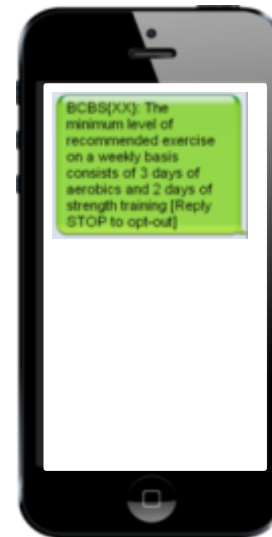 BCBS{XX}: The
minimum level of
recommended exercise
on a weekly basis
consists of 3 days of
aerobics and 2 days of
strength training [Reply
STOP to opt-out]